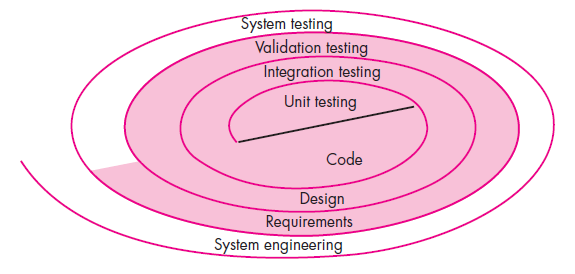 System testing
Validation testing
Integration testing
Unit testing
Code
Design
Requirements
System engineering